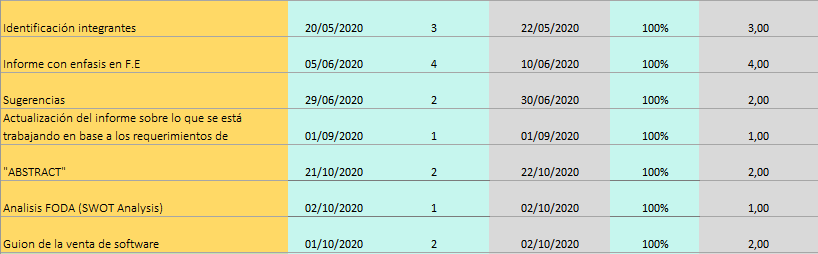 Identificación integrantes 20/05/2020 3 22/05/2020 100% 3,00
Informe con enfasis en F.E 05/06/2020 4 10/06/2020 100% 4,00
Sugerencias 29/06/2020 2 30/06/2020 100% 2,00
Actualización del informe sobre lo que se está
trabajando en base a los requerimientos de 01/09/2020 1 01/09/2020 100% 1,00
"ABSTRACT" 21/10/2020 2 22/10/2020 100% 2,00
Analisis FODA (SWOT Analysis) 02/10/2020 1 02/10/2020 100% 1,00
Guion de la venta de software 01/10/2020 2 02/10/2020 100% 2,00